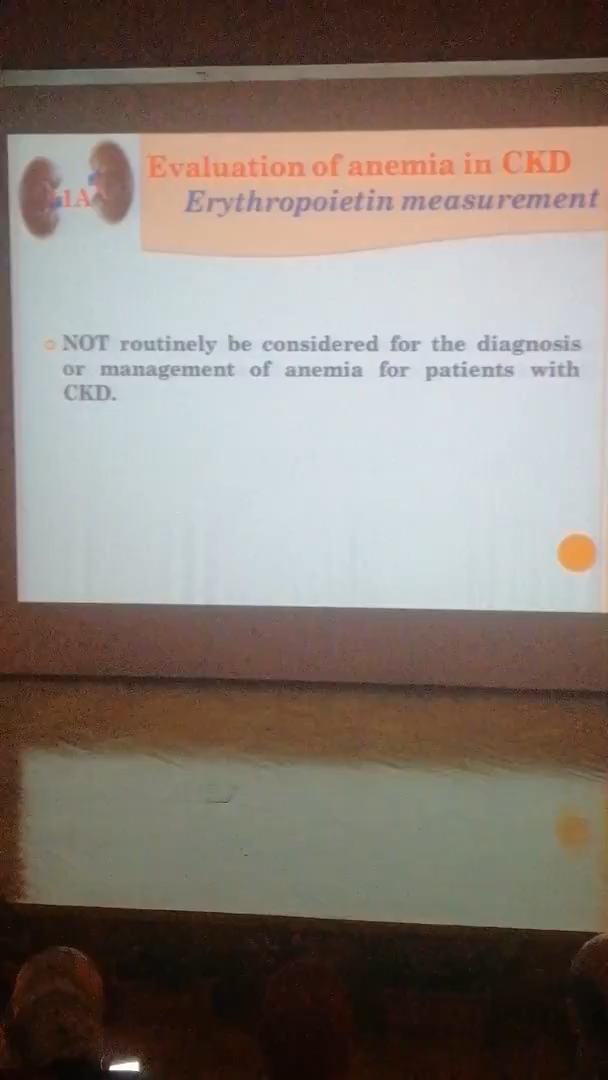 Evaluation of anemia in CKD
1A
Erythropoietin measurement
NOT routinely be considered for the diagnosis
or management of anemia for patients with
CKD.